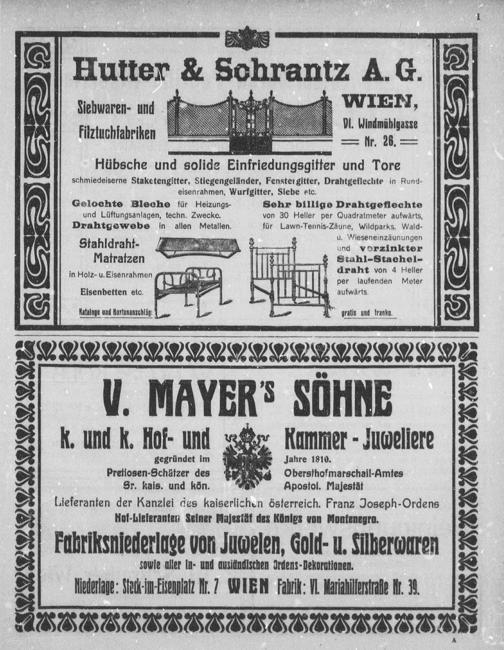 I
Hutter & Schrantz A. G.
Siebwaren- und
Filztuchfabriken
WIEN,
VI. Windmühlgasse
Nr. 26.
Hübsche und solide Einfriedungsgitter und Tore
schmiedeiserne Staketengitter, Stiegengeländer, Fenstergitter, Drahtgeflechte in Rund-
eisenrahmen, Wurfgitter, Siebe etc.
Gelochte Bleche für Heizungs-
und Lüftungsanlagen, techn. Zwecke.
Drahtgewebe in allen Metallen.
Stahldraht-
Matratzen
in Holz- u. Eisenrahmen
Eisenbetten etc.
Sehr billige Drahtgeflechte
von 30 Heller per Quadratmeter aufwärts,
für Lawn-Tennis-Zäune, Wildparks, Wald-
u. Wieseneinzäunungen
und verzinkter
Stahl-Stachel-
draht von 4 Heller
per laufenden Meter
aufwärts.
Kataloge und Kostenanschläge
gratis und franko.
V. MAYER'S SÖHNE
k. und k. Hof- und Kammer-Juweliere
gegründet im Jahre 1810.
Pretiosen-Schätzer des Obersthofmarschall-Amtes
Sr. kais. und kön. Apostol. Majestät
Lieferanten der Kanzlei des kaiserlichen österreich. Franz Joseph-Ordens
Hof-Lieferanten Seiner Majestät des Königs von Montenegro.
Fabriksniederlage von Juwelen, Gold- u. Silberwaren
sowie aller in- und ausländischen Ordens-Dekorationen.
Niederlage: Stock-im-Eisenplatz Nr. 7 WIEN Fabrik: VI. Mariahilferstraße Nr. 39.
A